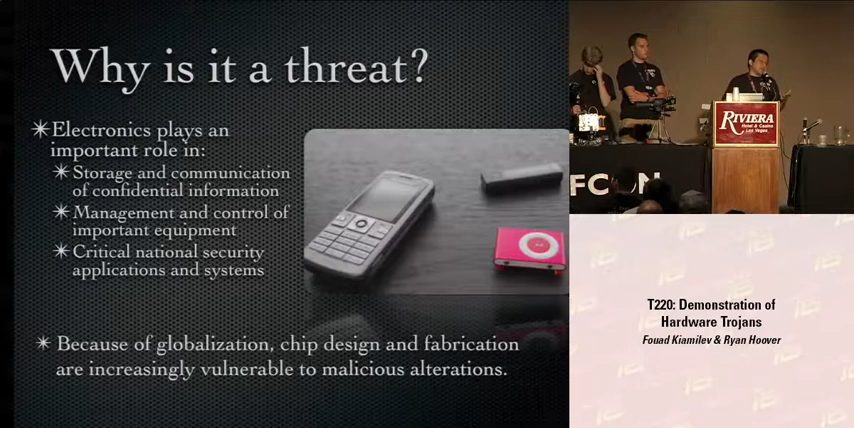 Why is it a threat?
✴Electronics plays an
important role in:
✴Storage and communication
of confidential information
✴Management and control of
important equipment
✴Critical national security
applications and systems
✴ Because of globalization, chip design and fabrication
are increasingly vulnerable to malicious alterations.
RIVIERA
Hotel & Casino
Las Vegas
FCON
T220: Demonstration of
Hardware Trojans
Fouad Kiamilev & Ryan Hoover